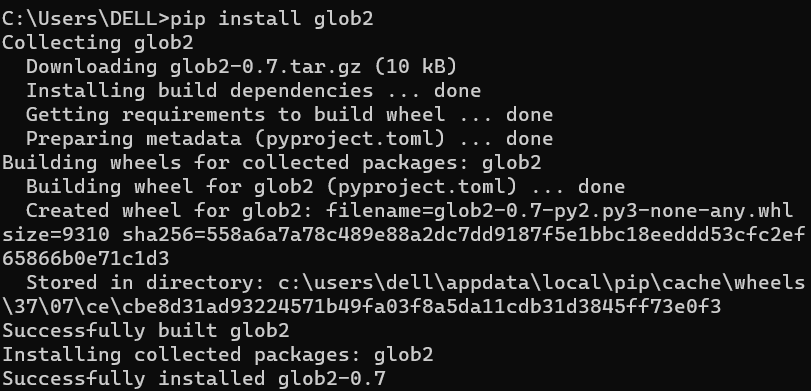 C:\Users\DELL>pip install glob2
Collecting glob2
  Downloading glob2-0.7.tar.gz (10 kB)
  Installing build dependencies ... done
  Getting requirements to build wheel ... done
  Preparing metadata (pyproject.toml) ... done
Building wheels for collected packages: glob2
  Building wheel for glob2 (pyproject.toml) ... done
  Created wheel for glob2: filename=glob2-0.7-py2.py3-none-any.whl
size=9310 sha256=558a6a7a78c489e88a2dc7dd9187f5e1bbc18eeddd53cfc2ef
65866b0e71c1d3
  Stored in directory: c:\users\dell\appdata\local\pip\cache\wheels
\37\07\ce\cbe8d31ad93224571b49fa03f8a5da11cdb31d3845ff73e0f3
Successfully built glob2
Installing collected packages: glob2
Successfully installed glob2-0.7